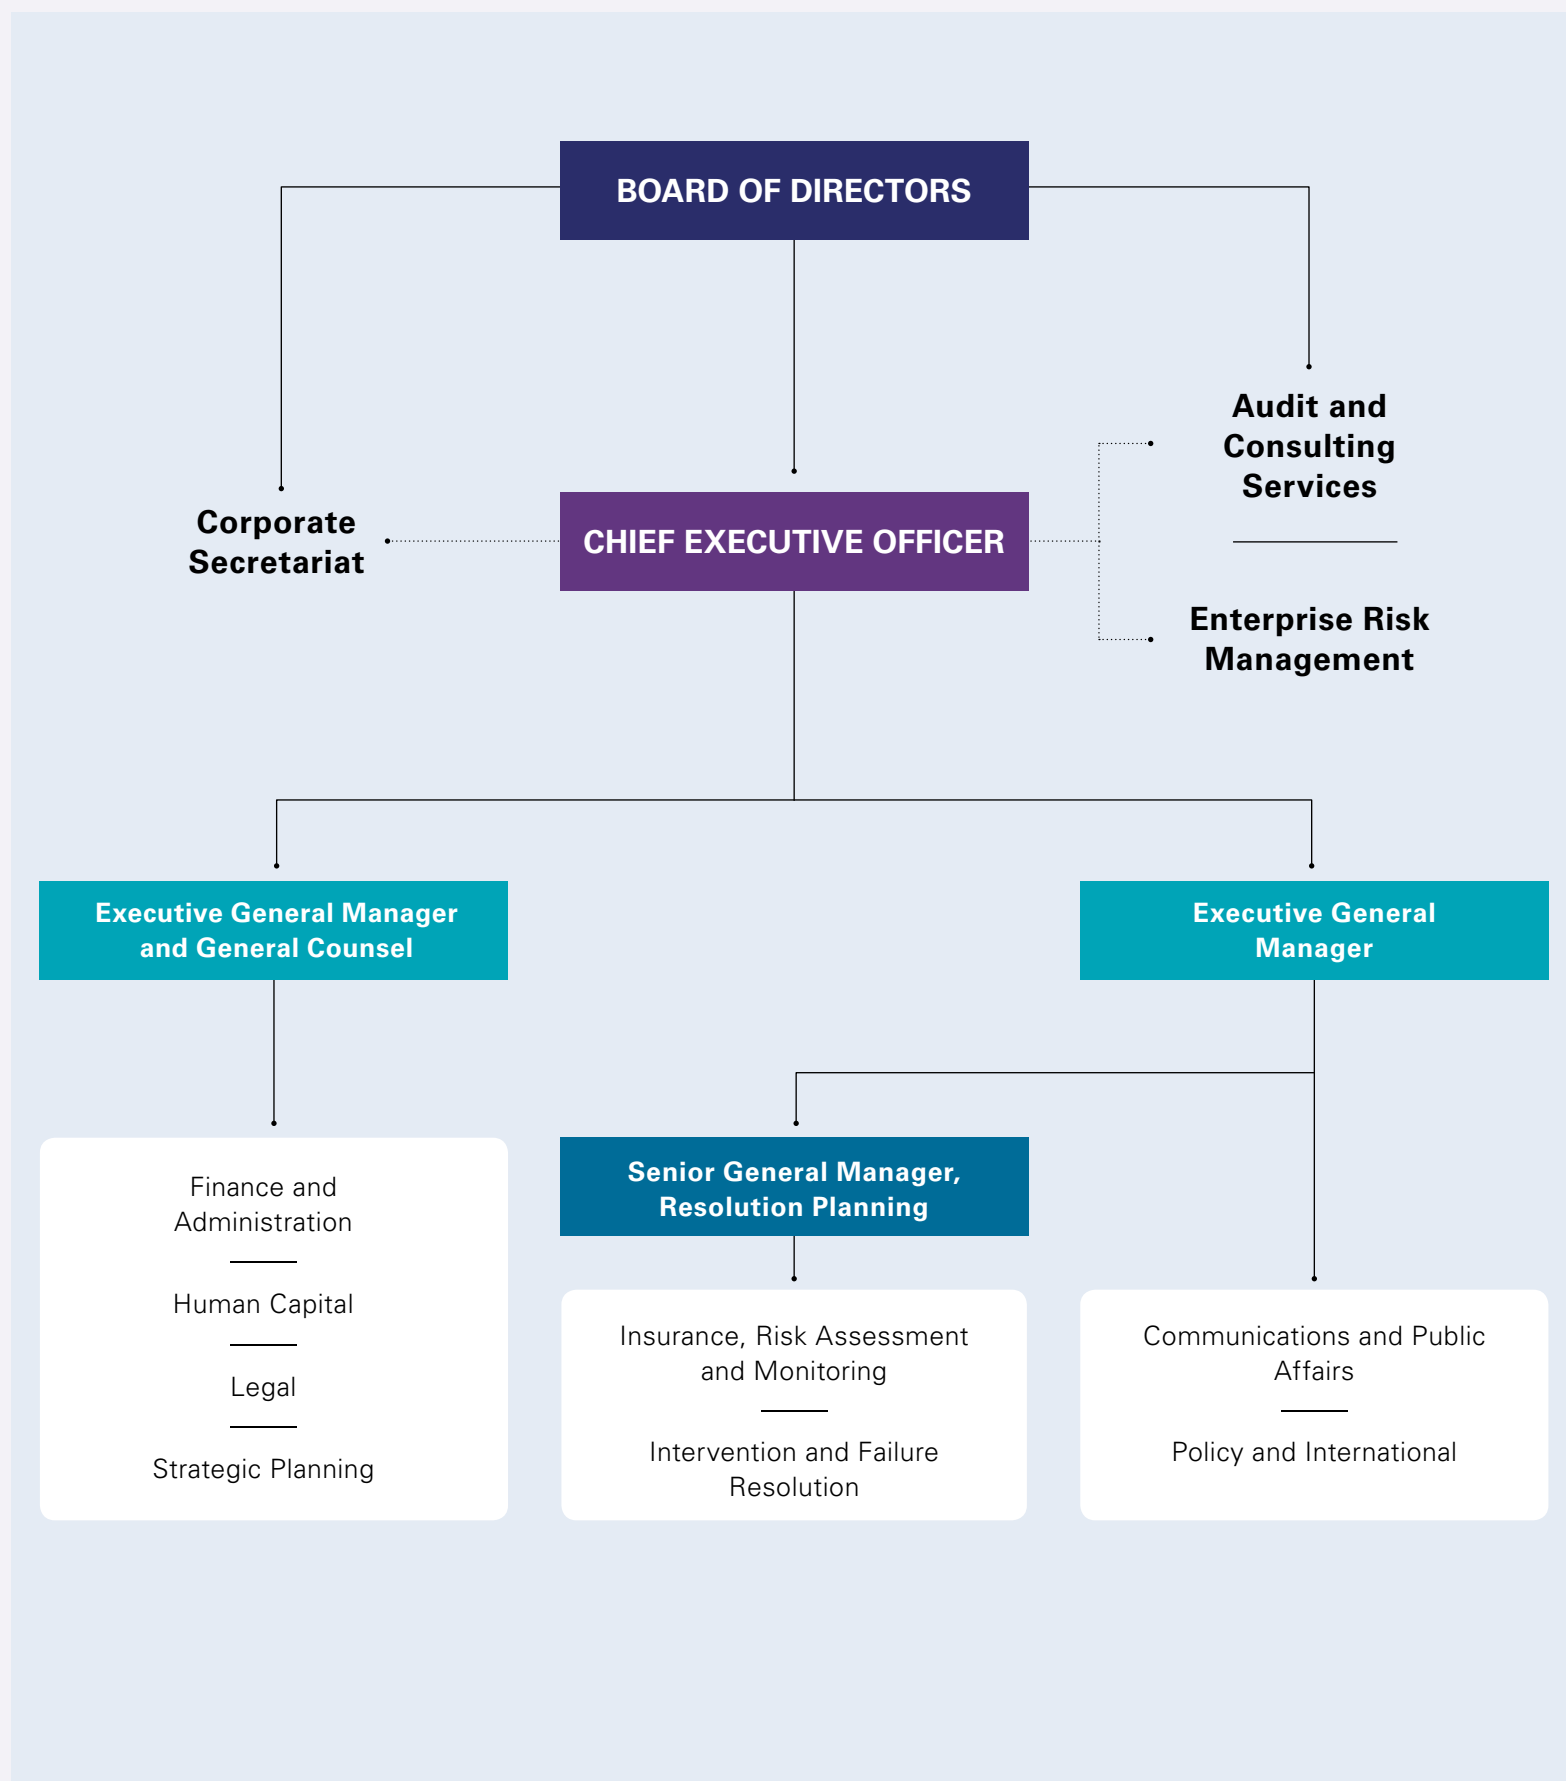 BOARD OF DIRECTORS
Audit and
Consulting
Services
Corporate
Secretariat
CHIEF EXECUTIVE OFFICER
Enterprise Risk
Management
Executive General Manager
and General Counsel
Executive General
Manager
Finance and
Administration
Human Capital
Legal
Strategic Planning
Senior General Manager,
Resolution Planning
Insurance, Risk Assessment
and Monitoring
Intervention and Failure
Resolution
Communications and Public
Affairs
Policy and International